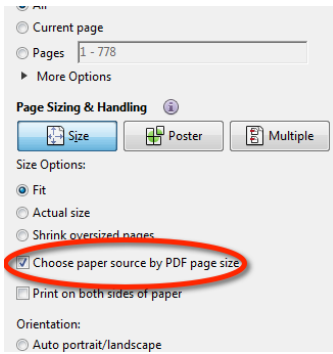 All
Current page
Pages 1 - 778
More Options
Page Sizing & Handling i
Size Poster Multiple
Size Options:
Fit
Actual size
Shrink oversized pages
Choose paper source by PDF page size
Print on both sides of paper
Orientation:
Auto portrait/landscape